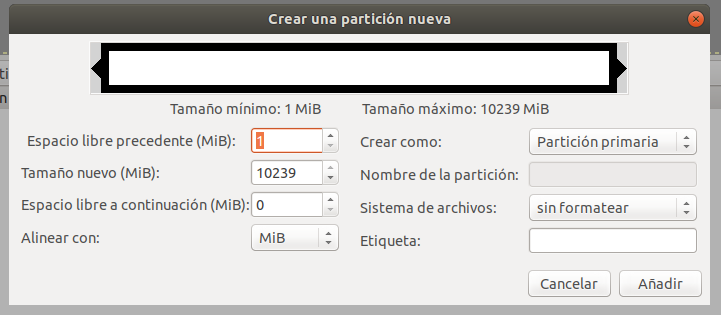 Crear una partición nueva
Tamaño mínimo: 1 MiB
Tamaño máximo: 10239 MiB
Espacio libre precedente (MiB): 1
Crear como: Partición primaria
Tamaño nuevo (MiB): 10239
Nombre de la partición:
Espacio libre a continuación (MiB): 0
Sistema de archivos: sin formatear
Alinear con: MiB
Etiqueta:
Cancelar
Añadir